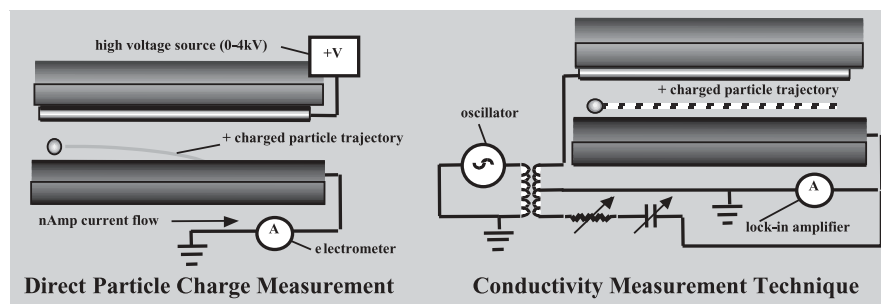 high voltage source (0-4kV)
+V
+ charged particle trajectory
nAmp current flow
A
electrometer
Direct Particle Charge Measurement
+ charged particle trajectory
oscillator
A
lock-in amplifier
Conductivity Measurement Technique